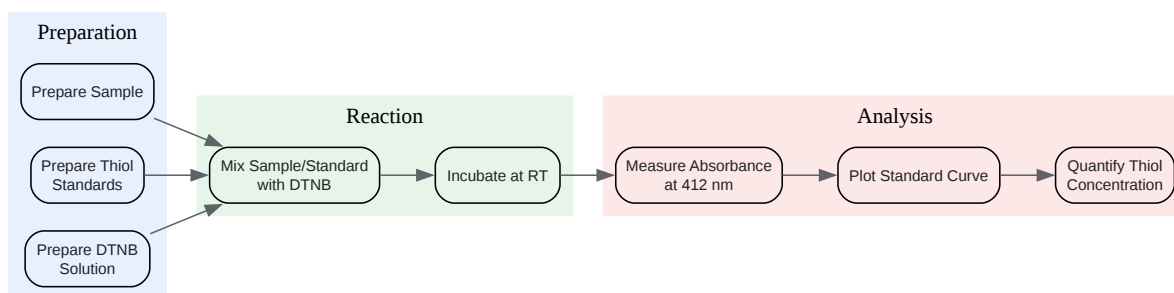 Preparation
Prepare Sample
Prepare Thiol
Standards
Prepare DTNB
Solution
Reaction
Mix Sample/Standard
with DTNB
Incubate at RT
Analysis
Measure Absorbance
at 412 nm
Plot Standard Curve
Quantify Thiol
Concentration